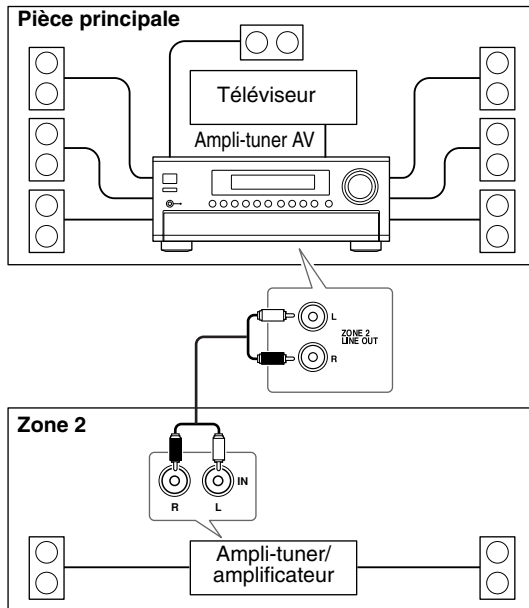 Pièce principale
Téléviseur
Ampli-tuner AV
L
ZONE 2
LINE OUT
R
Zone 2
IN
R L
Ampli-tuner/
amplificateur